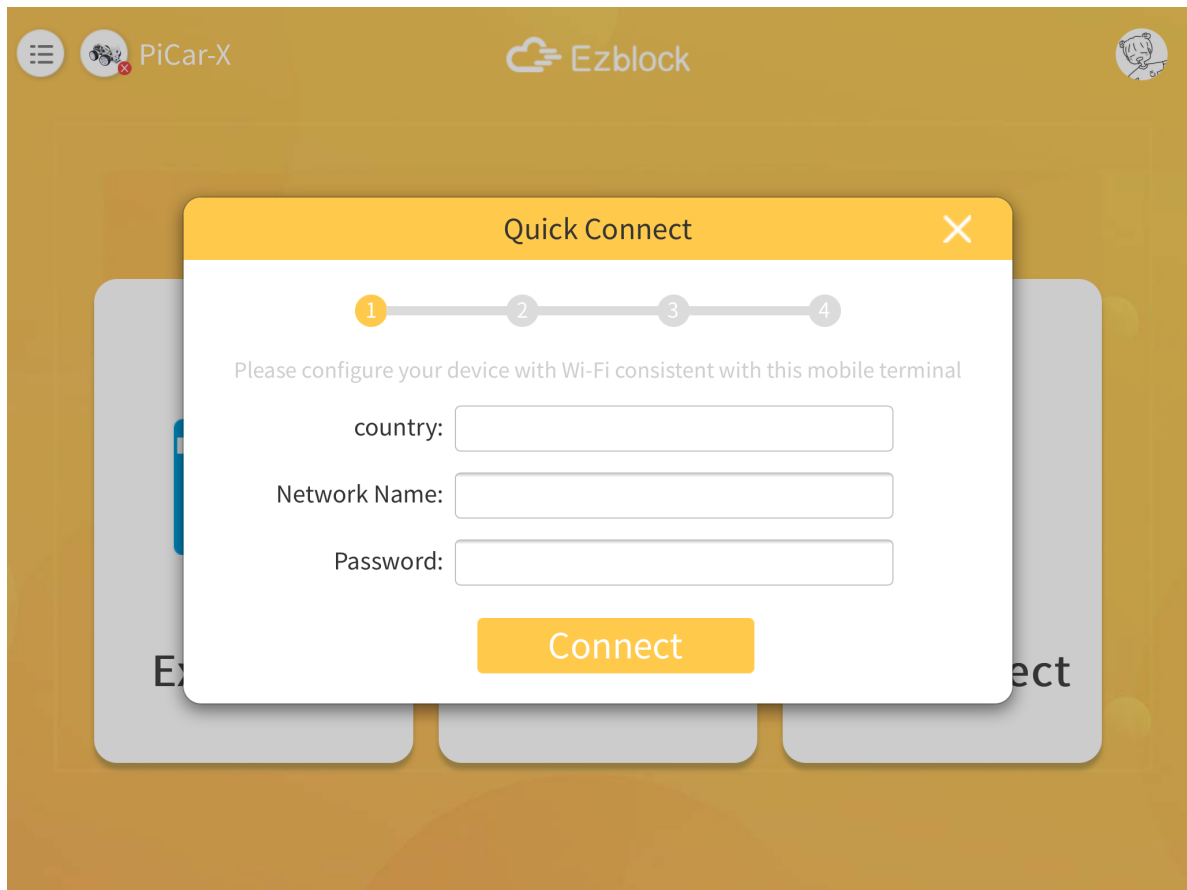 PiCar-X
Ezblock
Quick Connect
1 2 3 4
Please configure your device with Wi-Fi consistent with this mobile terminal
country:
Network Name:
Password:
Connect